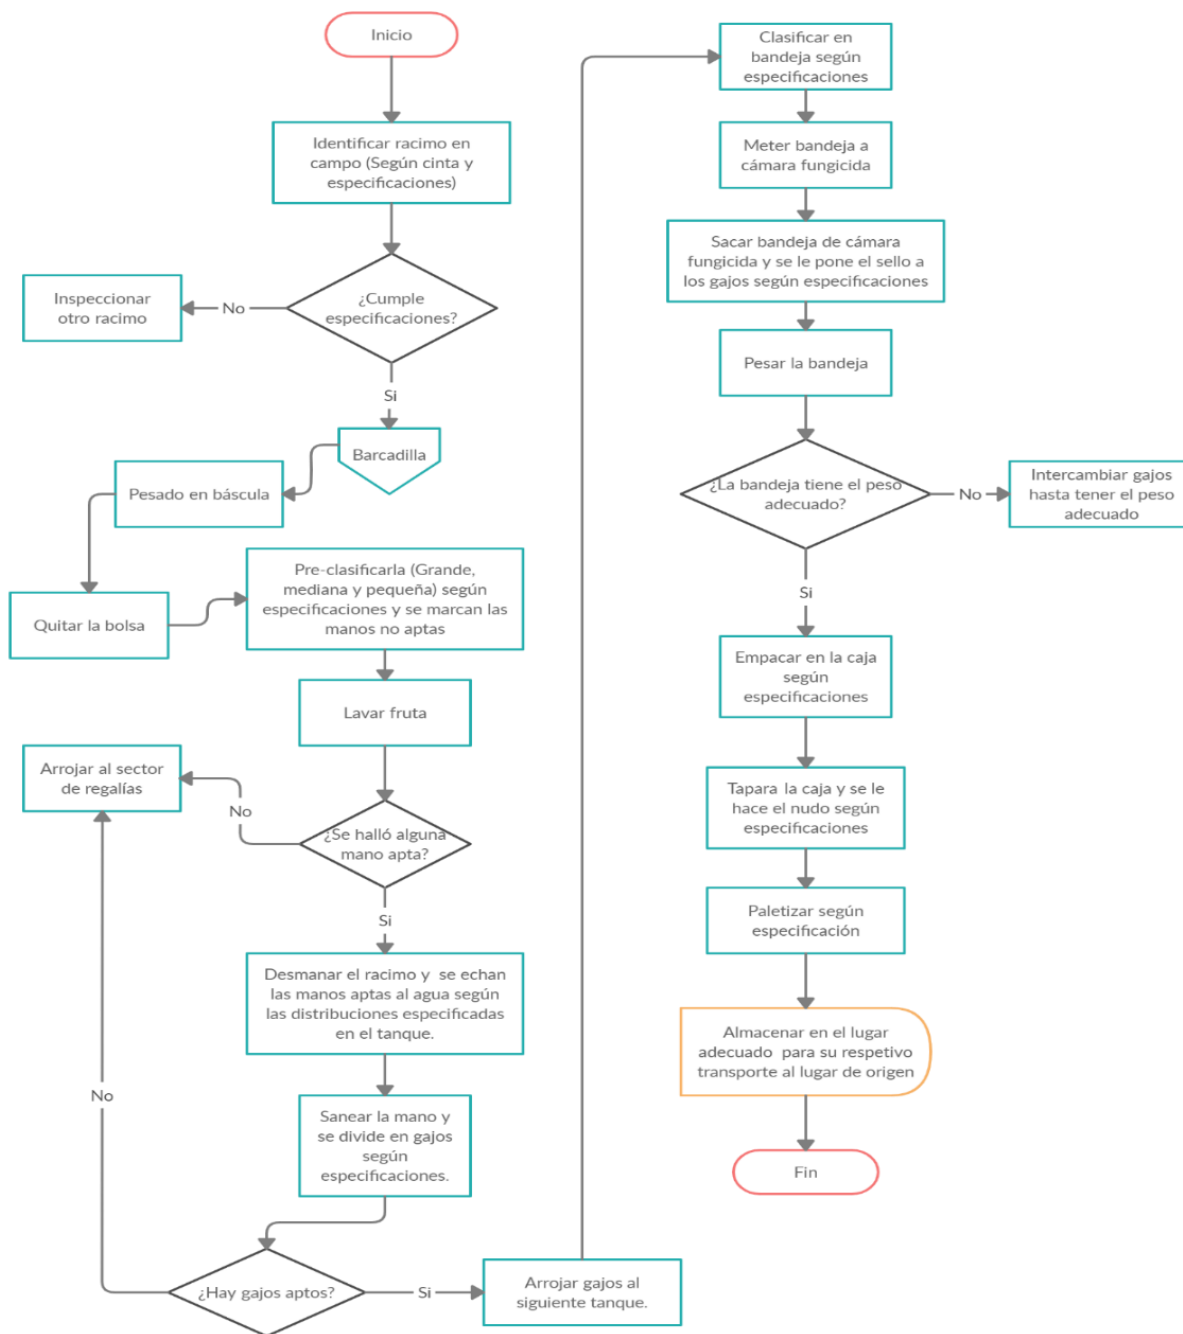 Inicio
Identificar racimo en
campo (Según cinta y
especificaciones)
¿Cumple
especificaciones?
No
Inspeccionar
otro racimo
Si
Barcadilla
Pesado en báscula
Quitar la bolsa
Pre-clasificarla (Grande,
mediana y pequeña) según
especificaciones y se marcan las
manos no aptas
Lavar fruta
¿Se halló alguna
mano apta?
No
Arrojar al sector
de regalías
Si
Desmanar el racimo y se echan
las manos aptas al agua según
las distribuciones especificadas
en el tanque.
Sanear la mano y
se divide en gajos
según
especificaciones.
¿Hay gajos aptos?
No
Si
Arrojar gajos al
siguiente tanque.
Clasificar en
bandeja según
especificaciones
Meter bandeja a
cámara fungicida
Sacar bandeja de cámara
fungicida y se le pone el sello a
los gajos según especificaciones
Pesar la bandeja
¿La bandeja tiene el peso
adecuado?
No
Intercambiar gajos
hasta tener el peso
adecuado
Si
Empacar en la caja
según
especificaciones
Tapara la caja y se le
hace el nudo según
especificaciones
Paletizar según
especificación
Almacenar en el lugar
adecuado para su respetivo
transporte al lugar de origen
Fin